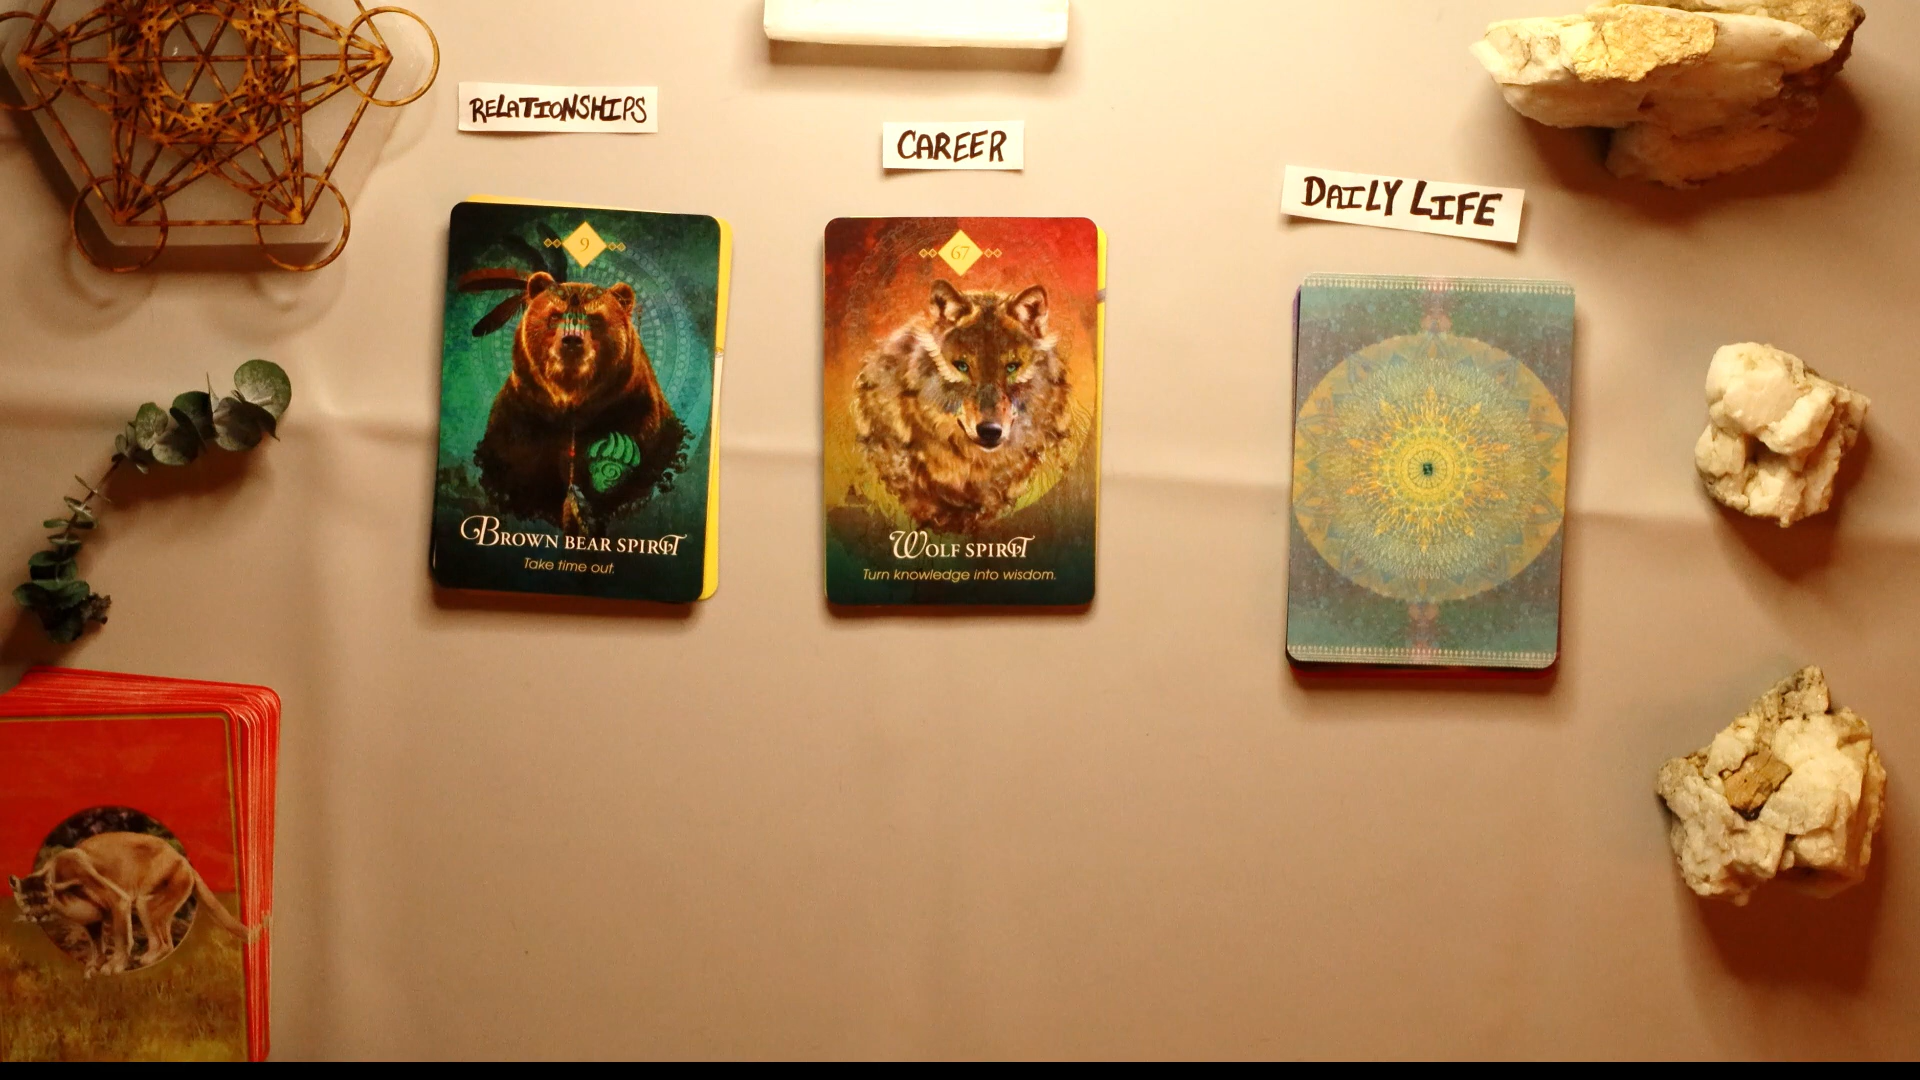 RELATIONSHIPS
CAREER
DAILY LIFE
9
BROWN BEAR SPIRIT
Take time out.
67
WOLF SPIRIT
Turn knowledge into wisdom.